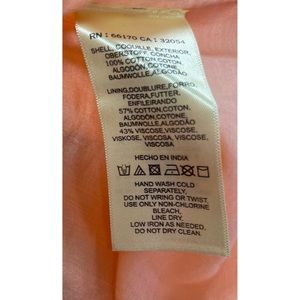 RN : 66170 CA : 32054
SHELL, COQUILLE, EXTERIOR
OBERSTOFF, CONCHA
100% COTTON, COTON,
ALGODÓN, COTONE
BAUMWOLLE, ALGODÃO
LINING, DOUBLURE, FORRO,
FODERA, FUTTER,
ENFILEIRANDO
57% COTTON, COTON,
ALGODÓN, COTONE
BAUMWOLLE, ALGODÃO
43% VISCOSE, VISCOSE,
VISCOSA, VISCOSA
VISKOSE, VISCOSE
HECHO EN INDIA
HAND WASH COLD
SEPARATELY,
DO NOT WRING OR TWIST,
USE ONLY NON-CHLORINE
BLEACH,
LINE DRY.
LOW IRON AS NEEDED,
DO NOT DRY CLEAN.